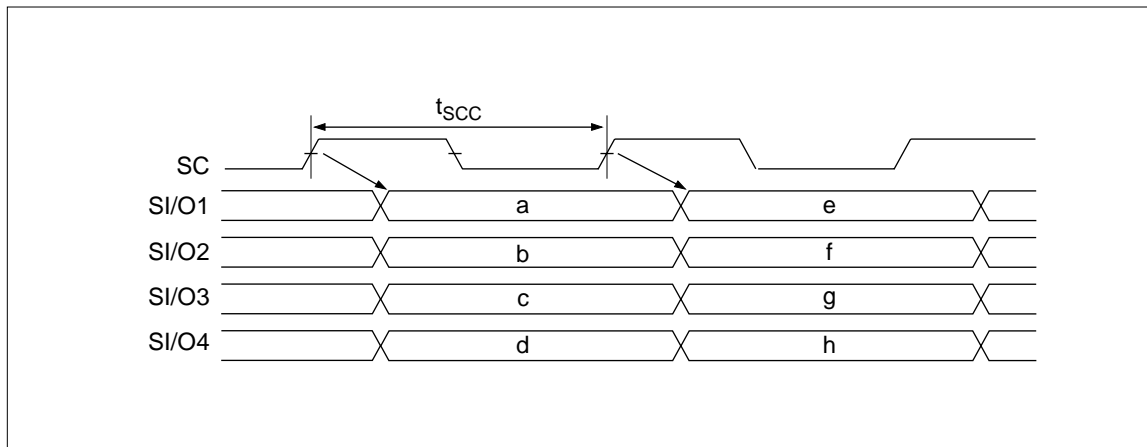 tSCC
SC
SI/O1 a e
SI/O2 b f
SI/O3 c g
SI/O4 d h